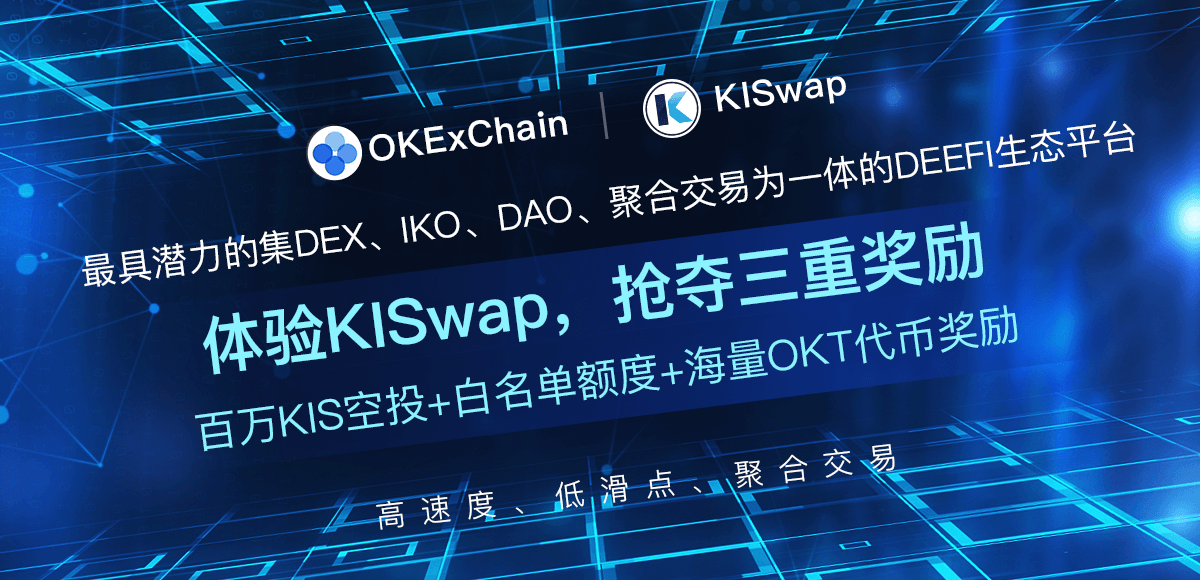 OKExChain | KISwap
最具潜力的集DEX、IKO、DAO、聚合交易为一体的DEEFI生态平台
体验KISwap，抢夺三重奖励
百万KIS空投+白名单额度+海量OKT代币奖励
高速度、低滑点、聚合交易